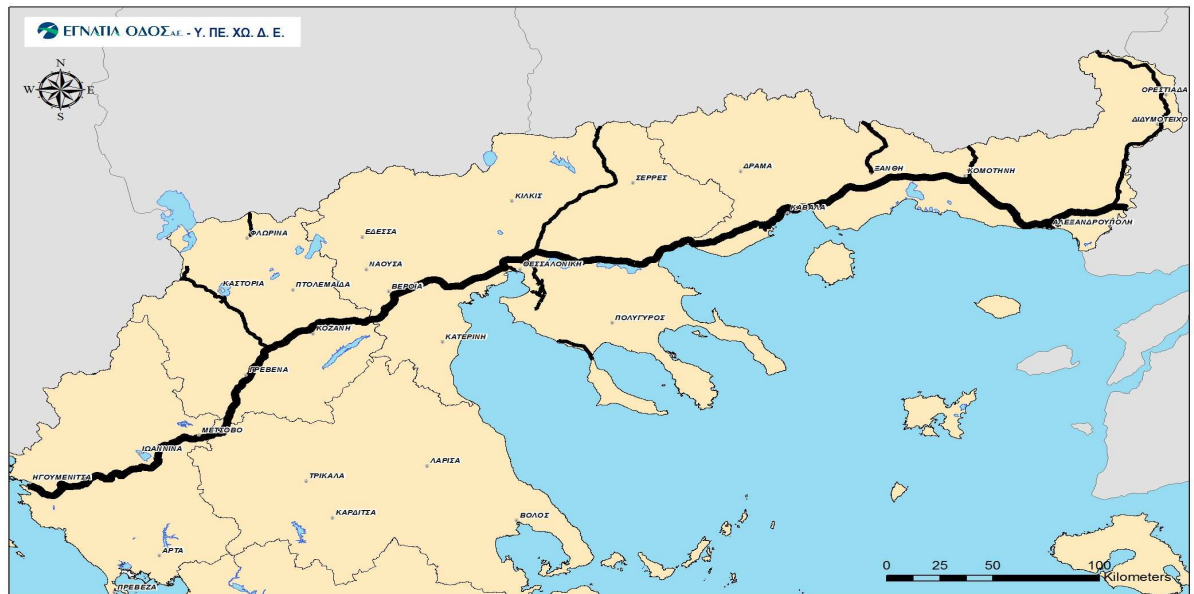 ΕΓΝΑΤΙΑ ΟΔΟΣ Α.Ε. - Υ. ΠΕ. ΧΩ. Δ. Ε.
N
W E
S
ΟΡΕΣΤΙΑΔΑ
ΔΙΔΥΜΟΤΕΙΧΟ
ΔΡΑΜΑ
ΞΑΝΘΗ
ΚΟΜΟΤΗΝΗ
ΣΕΡΡΕΣ
ΚΙΛΚΙΣ
ΚΑΒΑΛΑ
ΑΛΕΞΑΝΔΡΟΥΠΟΛΗ
ΦΛΩΡΙΝΑ
ΕΔΕΣΣΑ
ΝΑΟΥΣΑ
ΘΕΣΣΑΛΟΝΙΚΗ
ΚΑΣΤΟΡΙΑ
ΠΤΟΛΕΜΑΪΔΑ
ΒΕΡΟΙΑ
ΠΟΛΥΓΥΡΟΣ
ΚΟΖΑΝΗ
ΚΑΤΕΡΙΝΗ
ΓΡΕΒΕΝΑ
ΜΕΤΣΟΒΟ
ΙΩΑΝΝΙΝΑ
ΗΓΟΥΜΕΝΙΤΣΑ
ΛΑΡΙΣΑ
ΤΡΙΚΑΛΑ
ΚΑΡΔΙΤΣΑ
ΒΟΛΟΣ
ΑΡΤΑ
ΠΡΕΒΕΖΑ
0 25 50 100
Kilometers